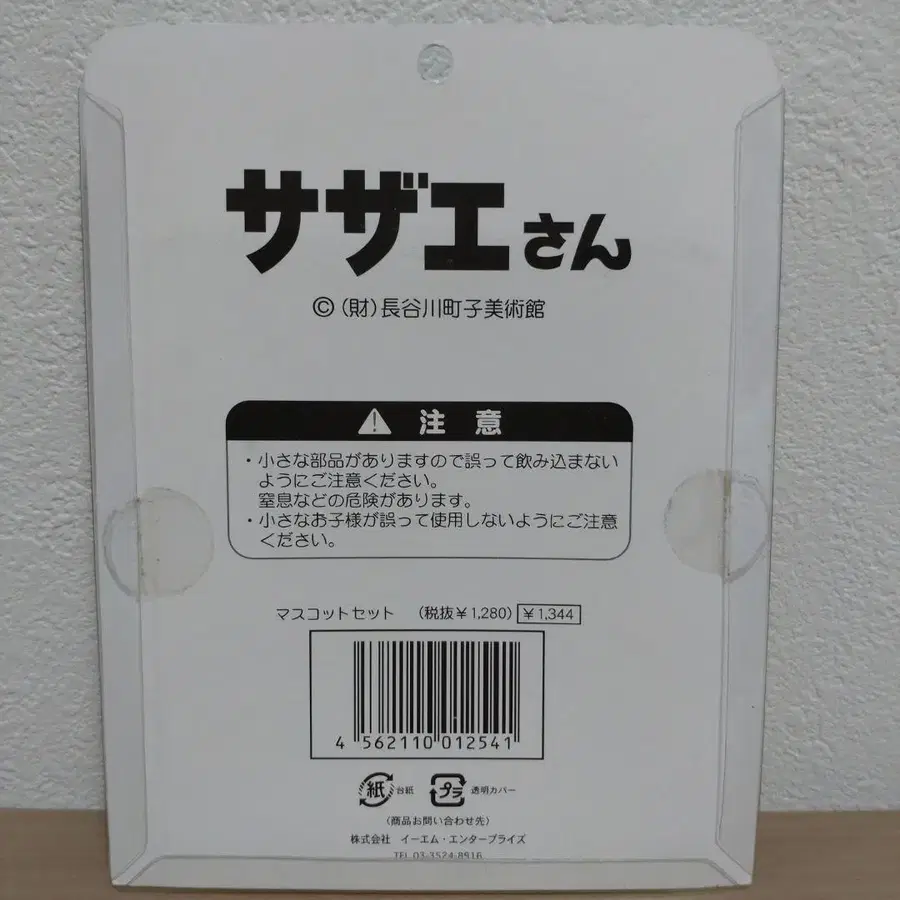 サザエさん
©（財）長谷川町子美術館
注意
・小さな部品がありますので誤って飲み込まない
ようにご注意ください。
窒息などの危険があります。
・小さなお子様が誤って使用しないようにご注意
ください。
マスコットセット （税抜￥1,280） ￥1,344
4 562110 012541
紙 台紙 プラ 透明カバー
（商品お問い合わせ先）
株式会社 イーエム・エンタープライズ
TEL 03-3524-8916